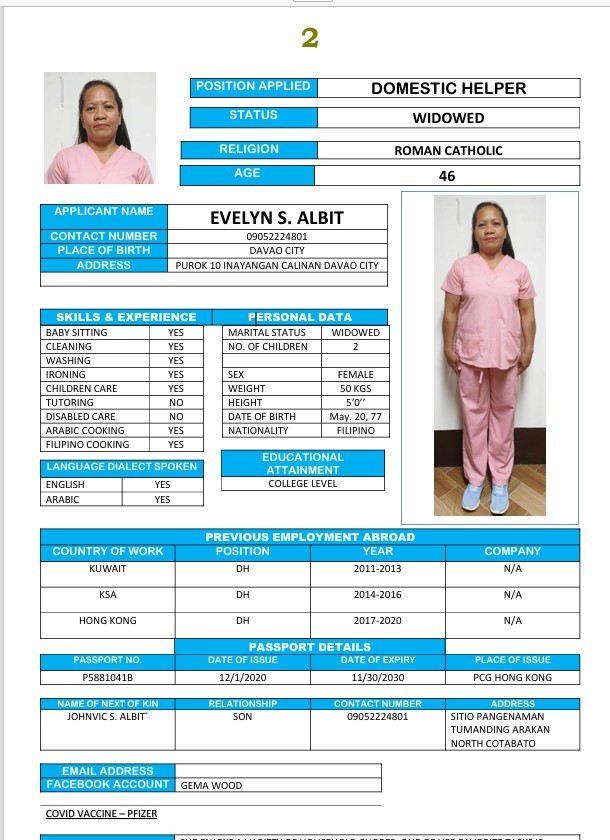 2
POSITION APPLIED DOMESTIC HELPER
STATUS WIDOWED
RELIGION ROMAN CATHOLIC
AGE 46
APPLICANT NAME EVELYN S. ALBIT
CONTACT NUMBER 09052224801
PLACE OF BIRTH DAVAO CITY
ADDRESS PUROK 10 INAYANGAN CALINAN DAVAO CITY
SKILLS & EXPERIENCE
BABY SITTING YES
CLEANING YES
WASHING YES
IRONING YES
CHILDREN CARE YES
TUTORING NO
DISABLED CARE NO
ARABIC COOKING YES
FILIPINO COOKING YES
LANGUAGE DIALECT SPOKEN
ENGLISH YES
ARABIC YES
PERSONAL DATA
MARITAL STATUS WIDOWED
NO. OF CHILDREN 2
SEX FEMALE
WEIGHT 50 KGS
HEIGHT 5'0''
DATE OF BIRTH May. 20, 77
NATIONALITY FILIPINO
EDUCATIONAL
ATTAINMENT
COLLEGE LEVEL
PREVIOUS EMPLOYMENT ABROAD
COUNTRY OF WORK POSITION YEAR COMPANY
KUWAIT DH 2011-2013 N/A
KSA DH 2014-2016 N/A
HONG KONG DH 2017-2020 N/A
PASSPORT DETAILS
PASSPORT NO. DATE OF ISSUE DATE OF EXPIRY PLACE OF ISSUE
P5881041B 12/1/2020 11/30/2030 PCG HONG KONG
NAME OF NEXT OF KIN RELATIONSHIP CONTACT NUMBER ADDRESS
JOHNVIC S. ALBIT` SON 09052224801 SITIO PANGENAMAN
TUMANDING ARAKAN
NORTH COTABATO
EMAIL ADDRESS
FACEBOOK ACCOUNT GEMA WOOD
COVID VACCINE – PFIZER